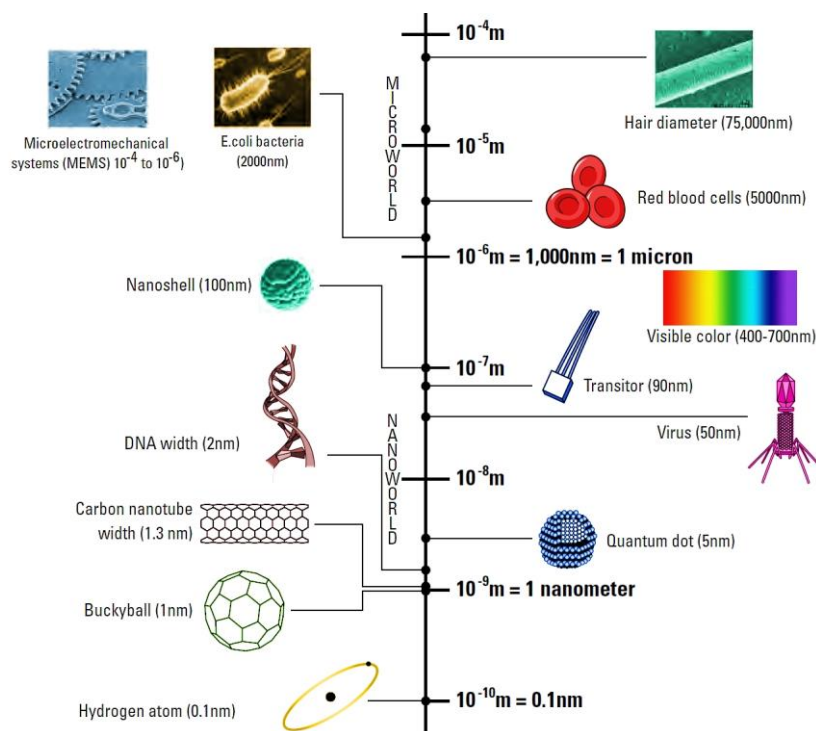 10⁻⁴m
MICROWORLD
Microelectromechanical
systems (MEMS) 10⁻⁴ to 10⁻⁶)
E.coli bacteria
(2000nm)
Hair diameter (75,000nm)
10⁻⁵m
Red blood cells (5000nm)
10⁻⁶m = 1,000nm = 1 micron
Nanoshell (100nm)
Visible color (400-700nm)
10⁻⁷m
Transitor (90nm)
NANOWORLD
Virus (50nm)
DNA width (2nm)
10⁻⁸m
Carbon nanotube
width (1.3 nm)
Quantum dot (5nm)
10⁻⁹m = 1 nanometer
Buckyball (1nm)
10⁻¹⁰m = 0.1nm
Hydrogen atom (0.1nm)